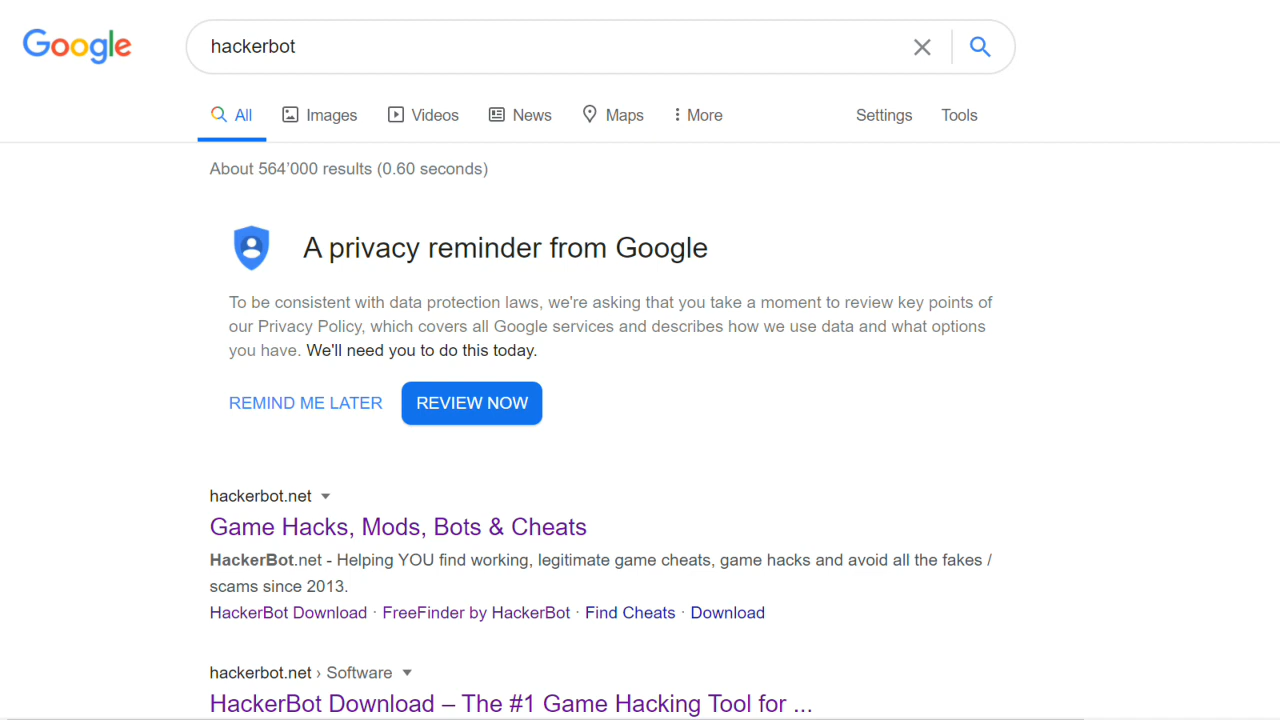 Google
hackerbot
All Images Videos News Maps More Settings Tools
About 564’000 results (0.60 seconds)
A privacy reminder from Google
To be consistent with data protection laws, we're asking that you take a moment to review key points of
our Privacy Policy, which covers all Google services and describes how we use data and what options
you have. We'll need you to do this today.
REMIND ME LATER REVIEW NOW
hackerbot.net
Game Hacks, Mods, Bots & Cheats
HackerBot.net - Helping YOU find working, legitimate game cheats, game hacks and avoid all the fakes /
scams since 2013.
HackerBot Download · FreeFinder by HackerBot · Find Cheats · Download
hackerbot.net › Software
HackerBot Download – The #1 Game Hacking Tool for ...